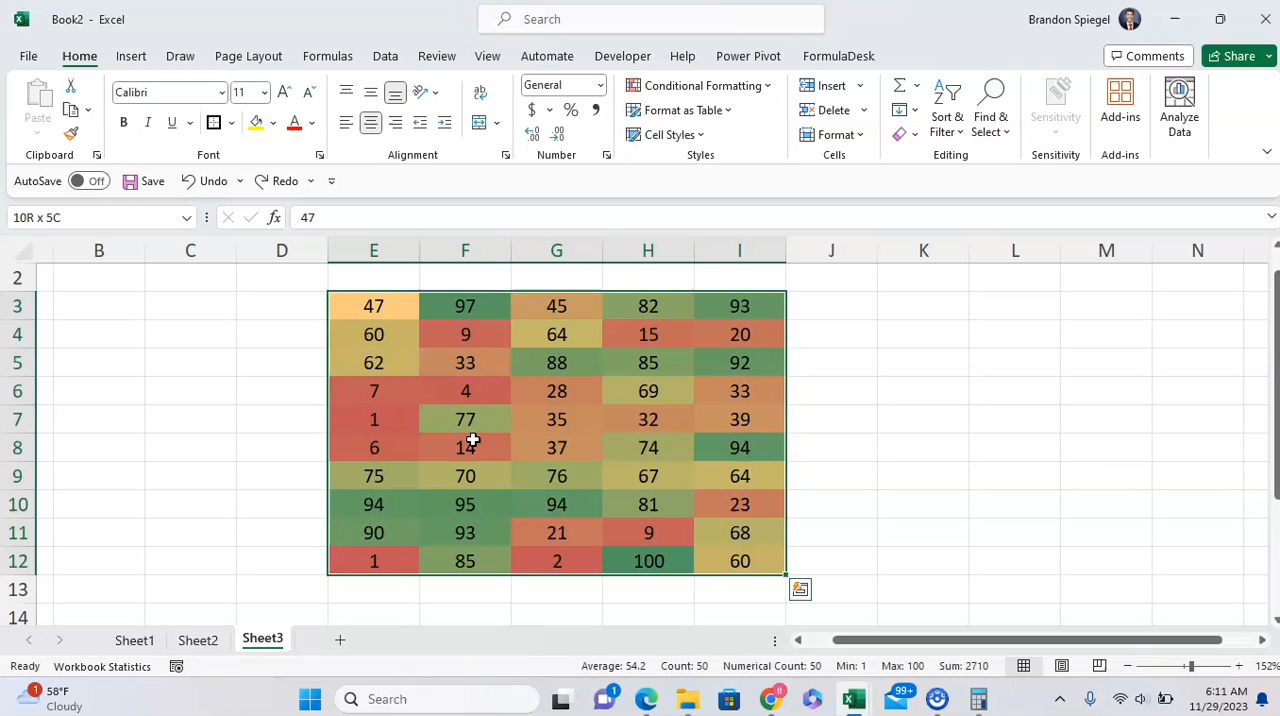 Book2 - Excel
Search
Brandon Spiegel
File Home Insert Draw Page Layout Formulas Data Review View Automate Developer Help Power Pivot FormulaDesk
Comments Share
Paste
Calibri 11
General
Conditional Formatting
Format as Table
Cell Styles
Insert
Delete
Format
Sort & Filter
Find & Select
Sensitivity
Add-ins
Analyze Data
Clipboard Font Alignment Number Styles Cells Editing Sensitivity Add-ins
AutoSave Off Save Undo Redo
10R x 5C fx 47
B C D E F G H I J K L M N
2
3 47 97 45 82 93
4 60 9 64 15 20
5 62 33 88 85 92
6 7 4 28 69 33
7 1 77 35 32 39
8 6 14 37 74 94
9 75 70 76 67 64
10 94 95 94 81 23
11 90 93 21 9 68
12 1 85 2 100 60
13
14
Sheet1 Sheet2 Sheet3
Ready Workbook Statistics Average: 54.2 Count: 50 Numerical Count: 50 Min: 1 Max: 100 Sum: 2710 152%
1 58°F
Cloudy
Search
1 8 99+
6:11 AM
11/29/2023